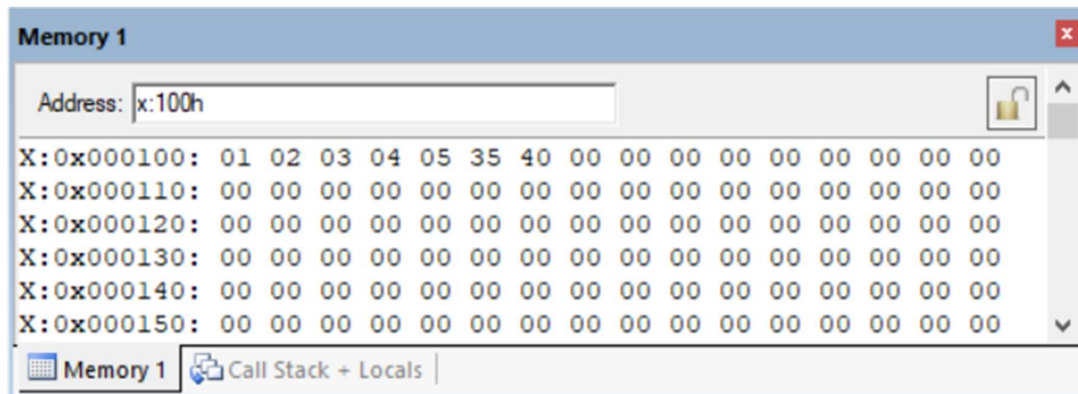 Memory 1
x
Address: x:100h
X:0x000100: 01 02 03 04 05 35 40 00 00 00 00 00 00 00 00 00
X:0x000110: 00 00 00 00 00 00 00 00 00 00 00 00 00 00 00 00
X:0x000120: 00 00 00 00 00 00 00 00 00 00 00 00 00 00 00 00
X:0x000130: 00 00 00 00 00 00 00 00 00 00 00 00 00 00 00 00
X:0x000140: 00 00 00 00 00 00 00 00 00 00 00 00 00 00 00 00
X:0x000150: 00 00 00 00 00 00 00 00 00 00 00 00 00 00 00 00
Memory 1 Call Stack + Locals